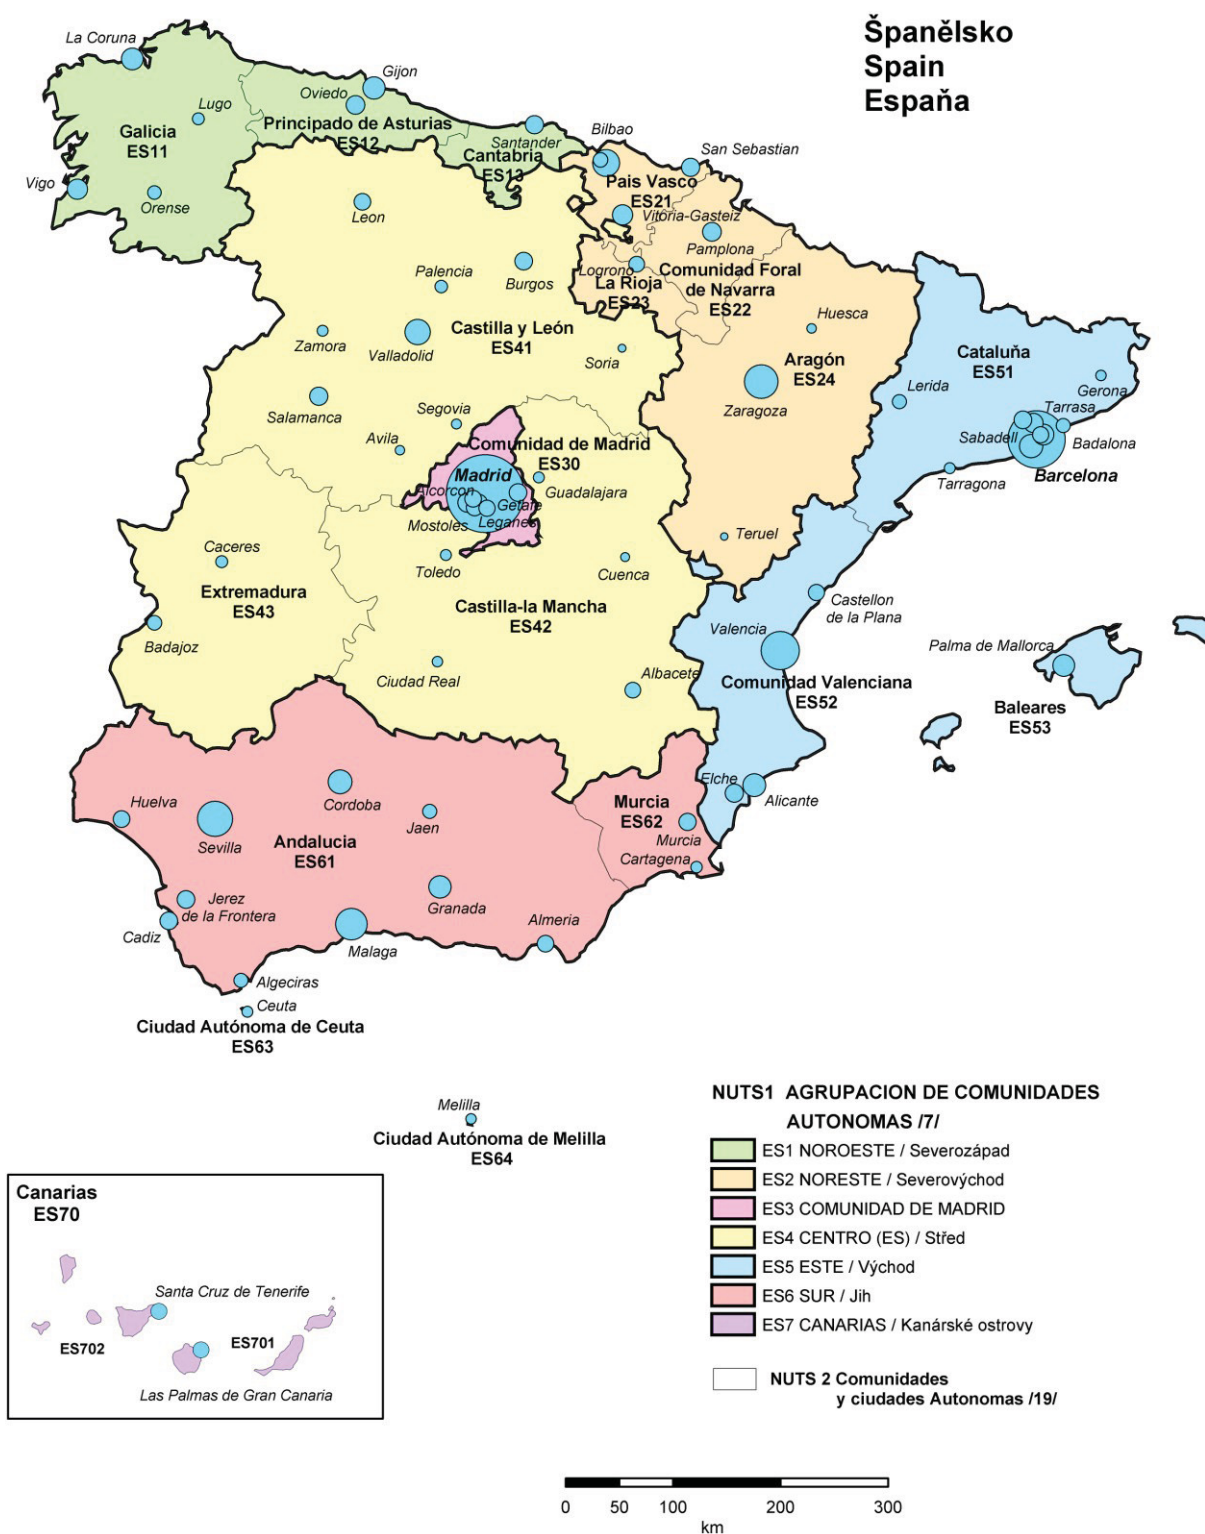 Španělsko
Spain
Espaňa
La Coruna
Gijon
Oviedo
Lugo
Principado de Asturias
ES12
Galicia
ES11
Santander
Cantabria
ES13
Bilbao
San Sebastian
Vigo
Orense
Pais Vasco
ES21
Leon
Vitoria-Gasteiz
Pamplona
Palencia
Burgos
Logrono
La Rioja
ES23
Comunidad Foral
de Navarra
ES22
Huesca
Zamora
Valladolid
Castilla y León
ES41
Soria
Aragón
ES24
Cataluňa
ES51
Zaragoza
Lerida
Gerona
Salamanca
Segovia
Tarrasa
Avila
Comunidad de Madrid
ES30
Sabadell
Badalona
Madrid
Barcelona
Alcorcon
Getafe
Guadalajara
Tarragona
Mostoles
Leganes
Teruel
Caceres
Toledo
Cuenca
Extremadura
ES43
Castilla-la Mancha
ES42
Castellon
de la Plana
Badajoz
Valencia
Palma de Mallorca
Ciudad Real
Albacete
Comunidad Valenciana
ES52
Baleares
ES53
Elche
Alicante
Huelva
Cordoba
Jaen
Murcia
ES62
Sevilla
Andalucia
ES61
Murcia
Cartagena
Jerez
de la Frontera
Granada
Almeria
Cadiz
Malaga
Algeciras
Ceuta
Ciudad Autónoma de Ceuta
ES63
Melilla
Ciudad Autónoma de Melilla
ES64
NUTS1 AGRUPACION DE COMUNIDADES
AUTONOMAS /7/
ES1 NOROESTE / Severozápad
ES2 NORESTE / Severovýchod
ES3 COMUNIDAD DE MADRID
ES4 CENTRO (ES) / Střed
ES5 ESTE / Východ
ES6 SUR / Jih
ES7 CANARIAS / Kanárské ostrovy
NUTS 2 Comunidades
y ciudades Autonomas /19/
Canarias
ES70
Santa Cruz de Tenerife
ES702
ES701
Las Palmas de Gran Canaria
0 50 100 200 300
km